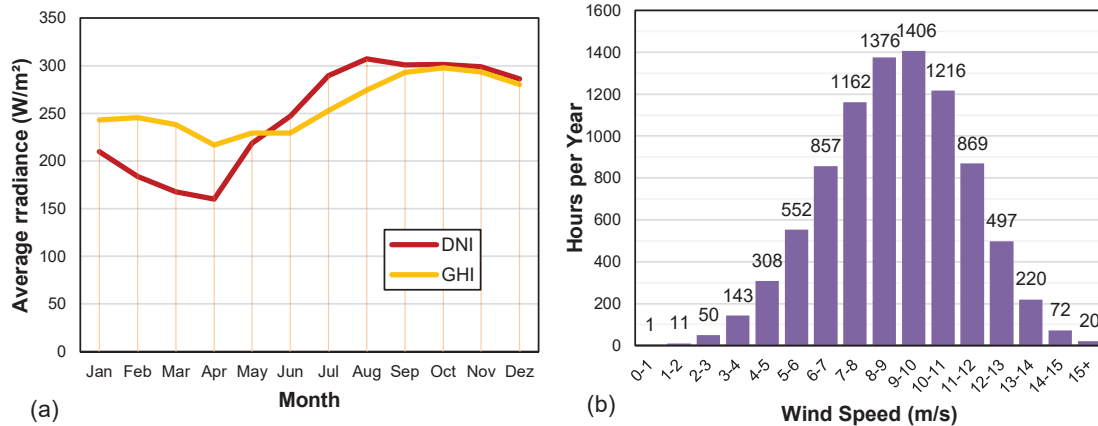 350
300
250
200
150
100
50
0
Average rradiance (W/m²)
DNI
GHI
Jan Feb Mar Apr May Jun Jul Aug Sep Oct Nov Dez
Month
(a)
1600
1400
1200
1000
800
600
400
200
0
Hours per Year
1 11 50 143 308 552 857 1162 1376 1406 1216 869 497 220 72 20
0-1 1-2 2-3 3-4 4-5 5-6 6-7 7-8 8-9 9-10 10-11 11-12 12-13 13-14 14-15 15+
Wind Speed (m/s)
(b)